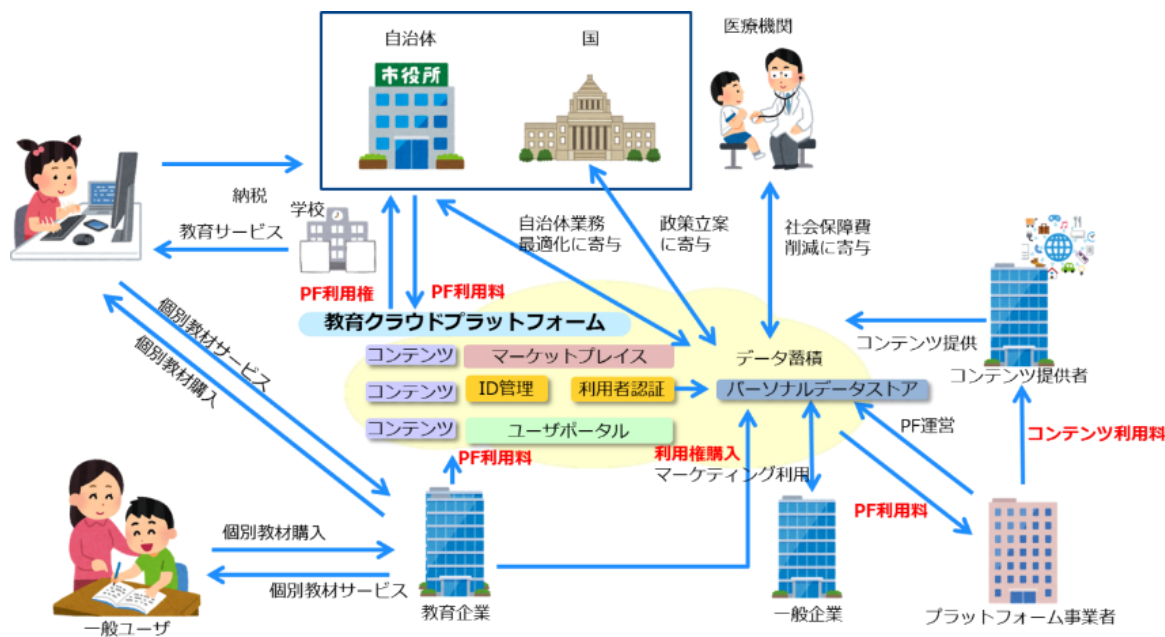 自治体
国
医療機関
市役所
納税
学校
教育サービス
自治体業務
最適化に寄与
政策立案
に寄与
社会保障費
削減に寄与
PF利用権
PF利用料
教育クラウドプラットフォーム
コンテンツ
マーケットプレイス
データ蓄積
コンテンツ提供
コンテンツ提供者
コンテンツ
ID管理
利用者認証
パーソナルデータストア
コンテンツ
ユーザポータル
PF運営
コンテンツ利用料
個別教材サービス
個別教材購入
PF利用料
利用権購入
マーケティング利用
PF利用料
個別教材購入
個別教材サービス
一般ユーザ
教育企業
一般企業
プラットフォーム事業者